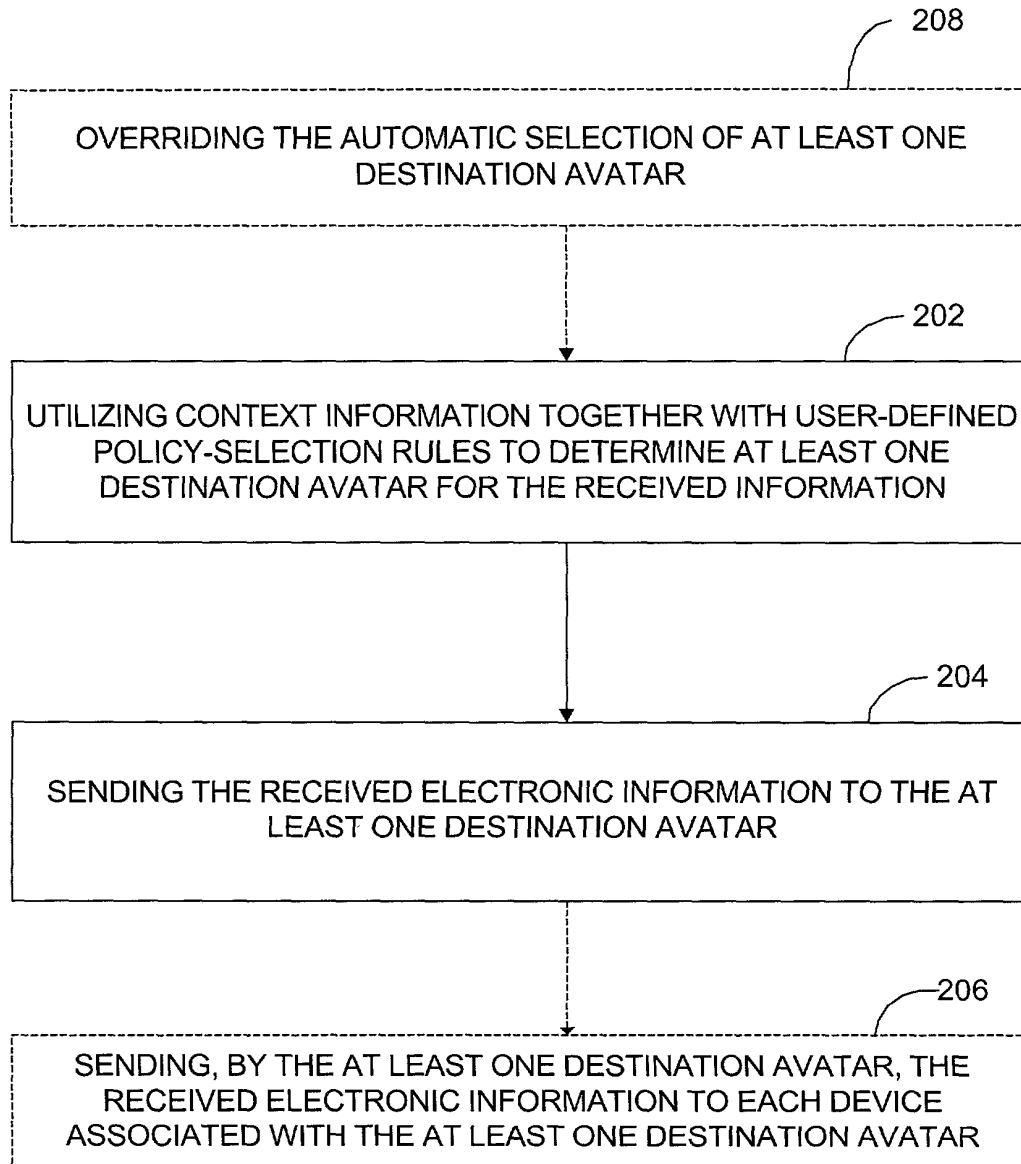 208
OVERRIDING THE AUTOMATIC SELECTION OF AT LEAST ONE
DESTINATION AVATAR
202
UTILIZING CONTEXT INFORMATION TOGETHER WITH USER-DEFINED
POLICY-SELECTION RULES TO DETERMINE AT LEAST ONE
DESTINATION AVATAR FOR THE RECEIVED INFORMATION
204
SENDING THE RECEIVED ELECTRONIC INFORMATION TO THE AT
LEAST ONE DESTINATION AVATAR
206
SENDING, BY THE AT LEAST ONE DESTINATION AVATAR, THE
RECEIVED ELECTRONIC INFORMATION TO EACH DEVICE
ASSOCIATED WITH THE AT LEAST ONE DESTINATION AVATAR